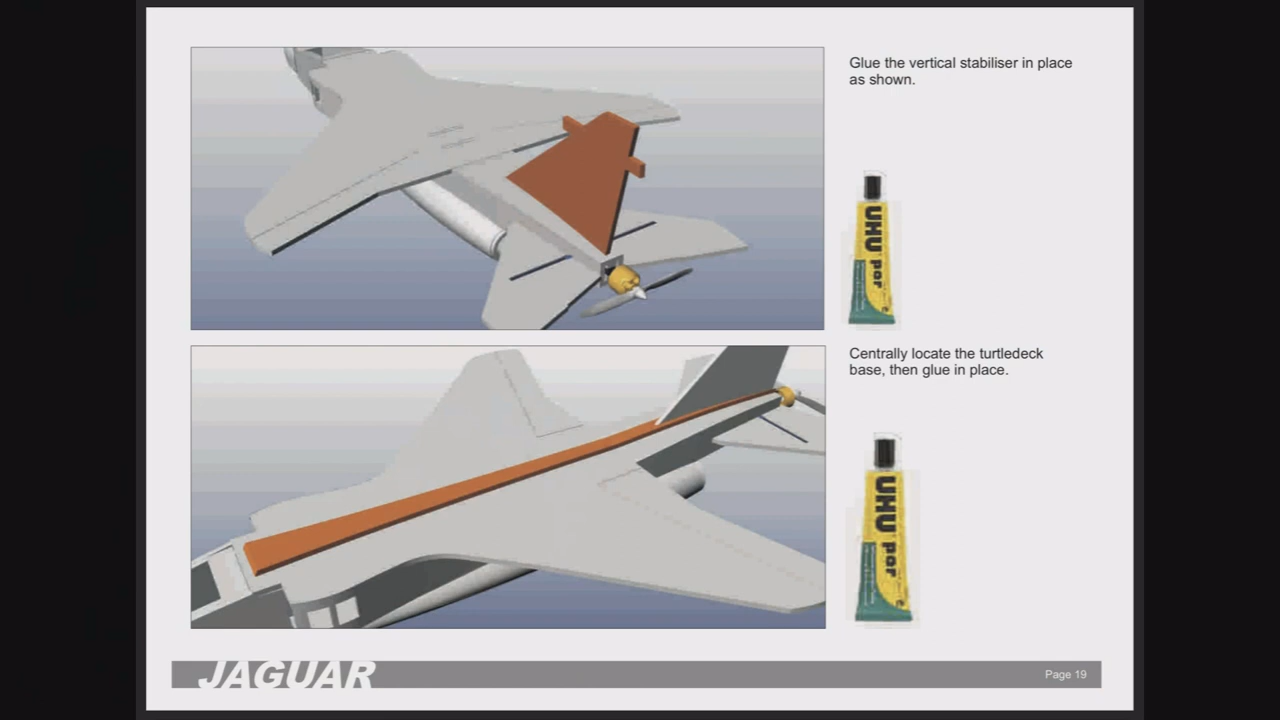 Glue the vertical stabiliser in place
as shown.
UHU por
Centrally locate the turtledeck
base, then glue in place.
UHU por
JAGUAR
Page 19